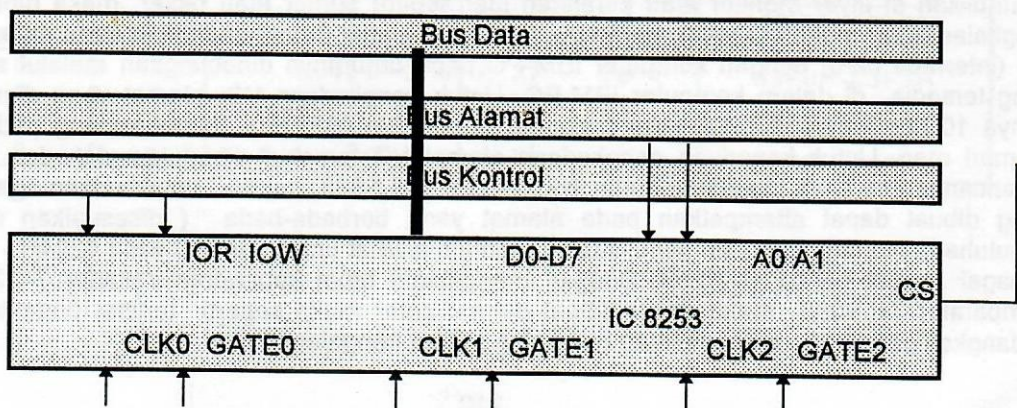 Bus Data
Bus Alamat
Bus Kontrol
IOR IOW D0-D7 A0 A1
CS
IC 8253
CLK0 GATE0 CLK1 GATE1 CLK2 GATE2